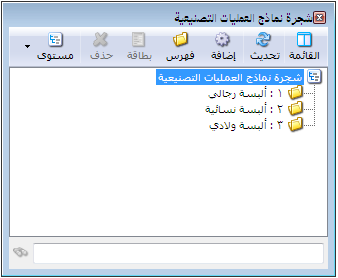 شجرة نماذج العمليات التصنيعية
القائمة تحديث إضافة فهرس بطاقة حذف مستوى
شجرة نماذج العمليات التصنيعية
١ : ألبسة رجالي
٢ : ألبسة نسائية
٣ : ألبسة ولادي